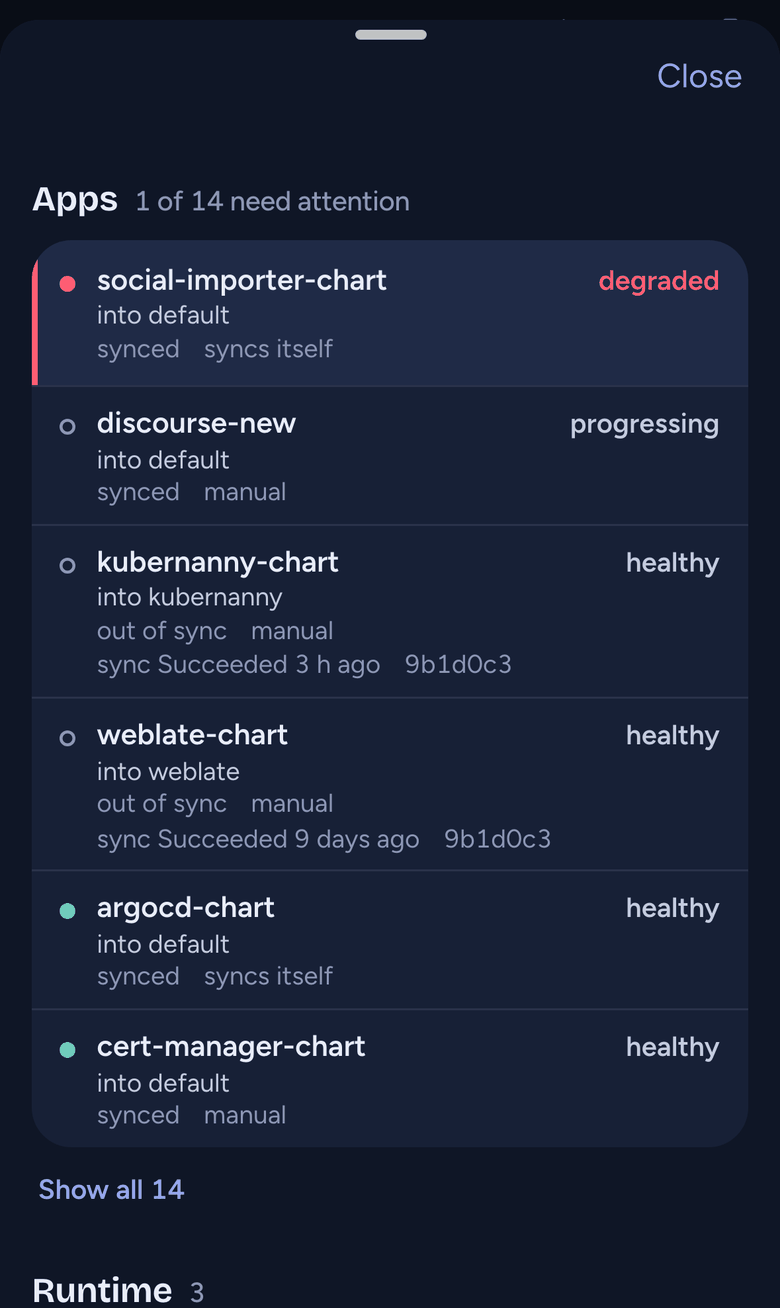 Close
Apps 1 of 14 need attention
social-importer-chart degraded
into default
synced syncs itself
discourse-new progressing
into default
synced manual
kubernanny-chart healthy
into kubernanny
out of sync manual
sync Succeeded 3 h ago 9b1d0c3
weblate-chart healthy
into weblate
out of sync manual
sync Succeeded 9 days ago 9b1d0c3
argocd-chart healthy
into default
synced syncs itself
cert-manager-chart healthy
into default
synced manual
Show all 14
Runtime 3